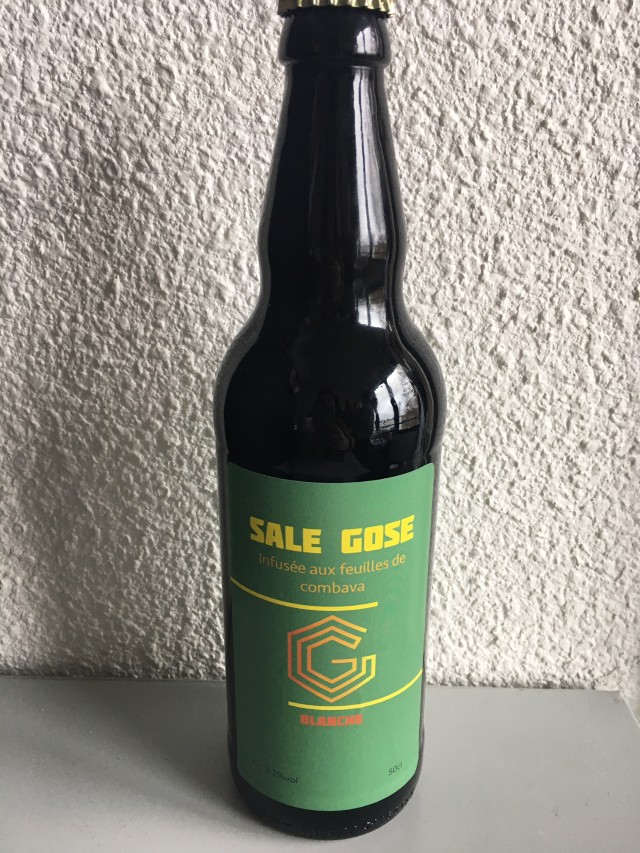 SALE GOSE
Infusée aux feuilles de
combava
G
BLANCHE
50cl